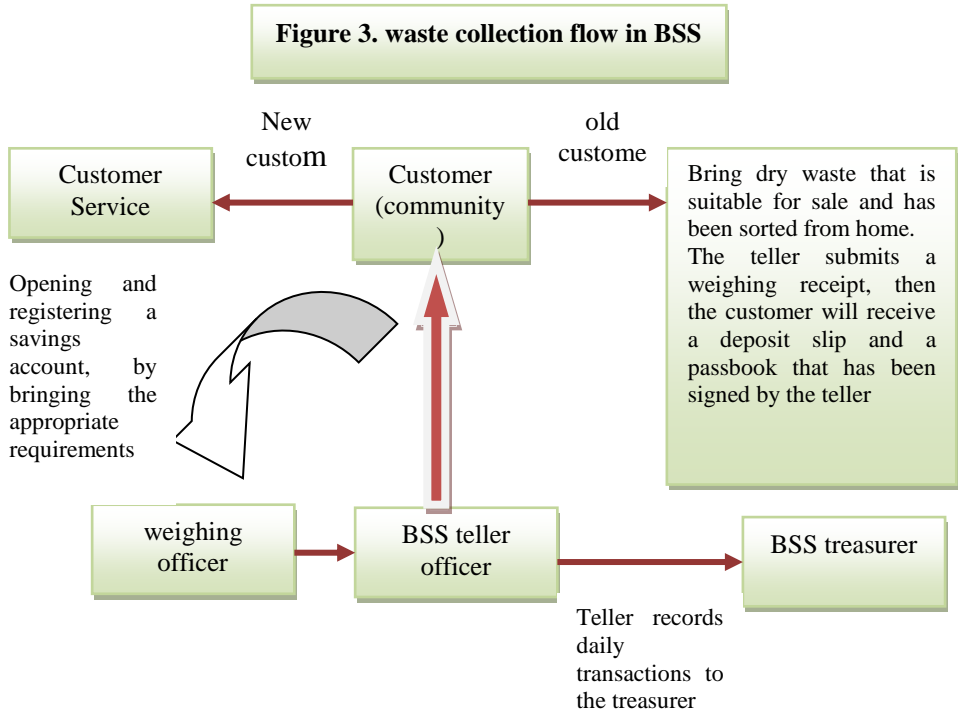 Figure 3. waste collection flow in BSS
New
custom
old
custome
Customer
Service
Customer
(community
)
Bring dry waste that is
suitable for sale and has
been sorted from home.
The teller submits a
weighing receipt, then
the customer will receive
a deposit slip and a
passbook that has been
signed by the teller
Opening and
registering a
savings
account, by
bringing the
appropriate
requirements
weighing
officer
BSS teller
officer
BSS treasurer
Teller records
daily
transactions to
the treasurer